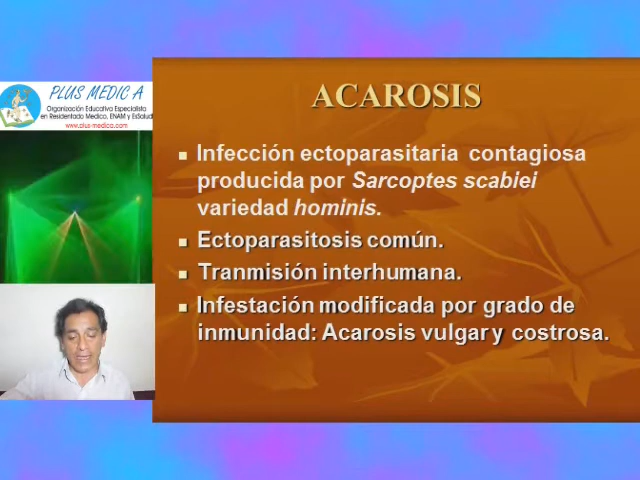 PLUS MEDIC A
Organización Educativa Especialista
en Residentado Medico, ENAM y EsSalud
www.plus-medica.com
ACAROSIS
Infección ectoparasitaria contagiosa
producida por Sarcoptes scabiei
variedad hominis.
Ectoparasitosis común.
Tranmisión interhumana.
Infestación modificada por grado de
inmunidad: Acarosis vulgar y costrosa.